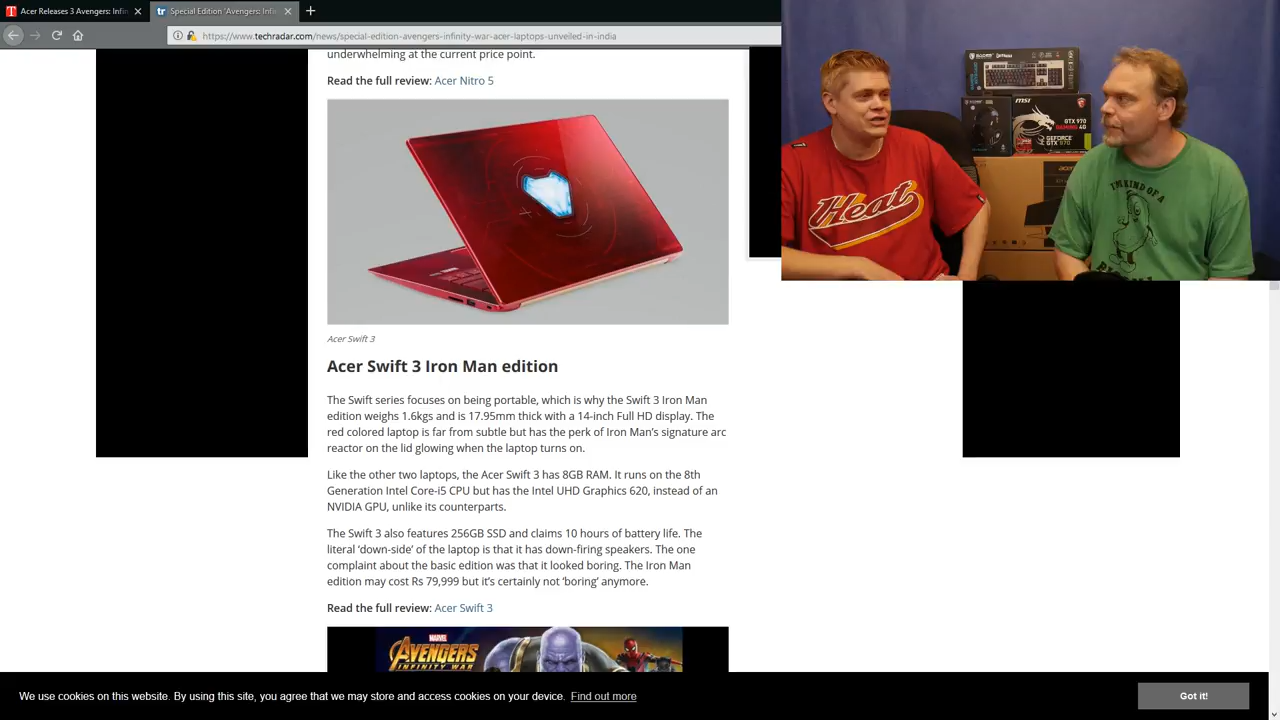 Acer Releases 3 Avengers: Infin
Special Edition 'Avengers: Infi
https://www.techradar.com/news/special-edition-avengers-infinity-war-acer-laptops-unveiled-in-india
underwhelming at the current price point.
Read the full review: Acer Nitro 5
Acer Swift 3
Acer Swift 3 Iron Man edition
The Swift series focuses on being portable, which is why the Swift 3 Iron Man
edition weighs 1.6kgs and is 17.95mm thick with a 14-inch Full HD display. The
red colored laptop is far from subtle but has the perk of Iron Man's signature arc
reactor on the lid glowing when the laptop turns on.
Like the other two laptops, the Acer Swift 3 has 8GB RAM. It runs on the 8th
Generation Intel Core-i5 CPU but has the Intel UHD Graphics 620, instead of an
NVIDIA GPU, unlike its counterparts.
The Swift 3 also features 256GB SSD and claims 10 hours of battery life. The
literal 'down-side' of the laptop is that it has down-firing speakers. The one
complaint about the basic edition was that it looked boring. The Iron Man
edition may cost Rs 79,999 but it's certainly not 'boring' anymore.
Read the full review: Acer Swift 3
MARVEL
AVENGERS
INFINITY WAR
We use cookies on this website. By using this site, you agree that we may store and access cookies on your device. Find out more
Got it!
Heat
I'M KIND OF A
msi
GTX 970
GAMING 4G
GEFORCE
GTX 970
acer